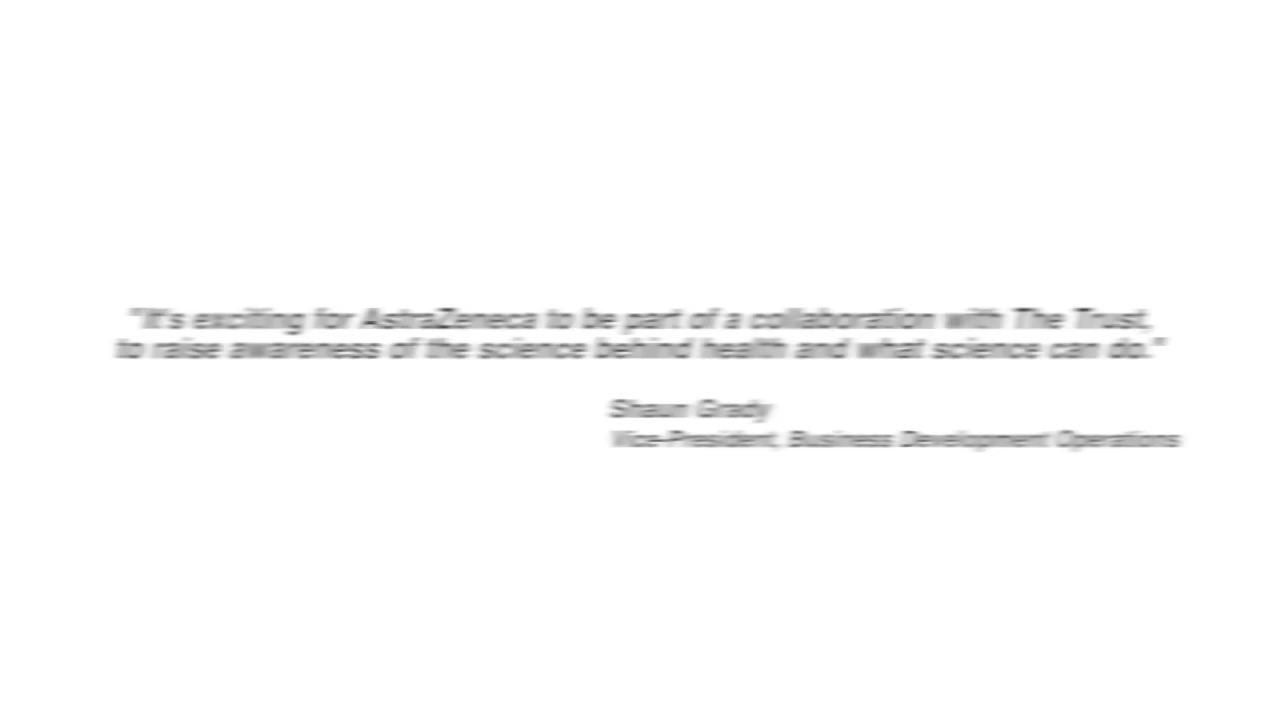 "It's exciting for AstraZeneca to be part of a collaboration with The Trust,
to raise awareness of the science behind health and what science can do."
Shaun Grady
Vice-President, Business Development Operations